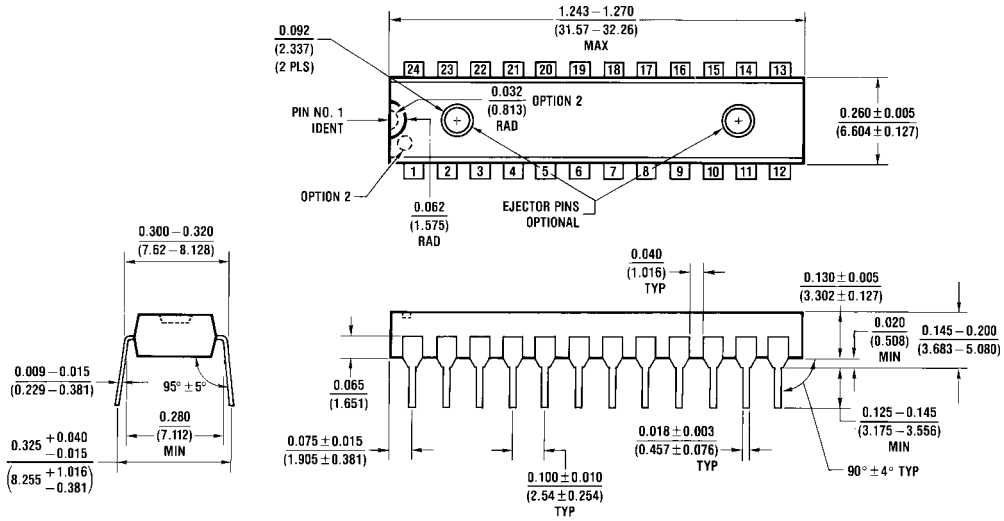 1.243 – 1.270
(31.57 – 32.26)
MAX
0.092
(2.337)
(2 PLS)
24 23 22 21 20 19 18 17 16 15 14 13
0.032
(0.813)
RAD
OPTION 2
PIN NO. 1
IDENT
0.260 ± 0.005
(6.604 ± 0.127)
1 2 3 4 5 6 7 8 9 10 11 12
OPTION 2
0.062
(1.575)
RAD
EJECTOR PINS
OPTIONAL
0.300 – 0.320
(7.62 – 8.128)
0.009 – 0.015
(0.229 – 0.381)
95° ± 5°
0.280
(7.112)
MIN
0.325 +0.040
–0.015
(8.255 +1.016)
–0.381
0.040
(1.016)
TYP
0.130 ± 0.005
(3.302 ± 0.127)
0.020
(0.508)
MIN
0.145 – 0.200
(3.683 – 5.080)
0.065
(1.651)
0.075 ± 0.015
(1.905 ± 0.381)
0.100 ± 0.010
(2.54 ± 0.254)
TYP
0.018 ± 0.003
(0.457 ± 0.076)
TYP
0.125 – 0.145
(3.175 – 3.556)
MIN
90° ± 4° TYP